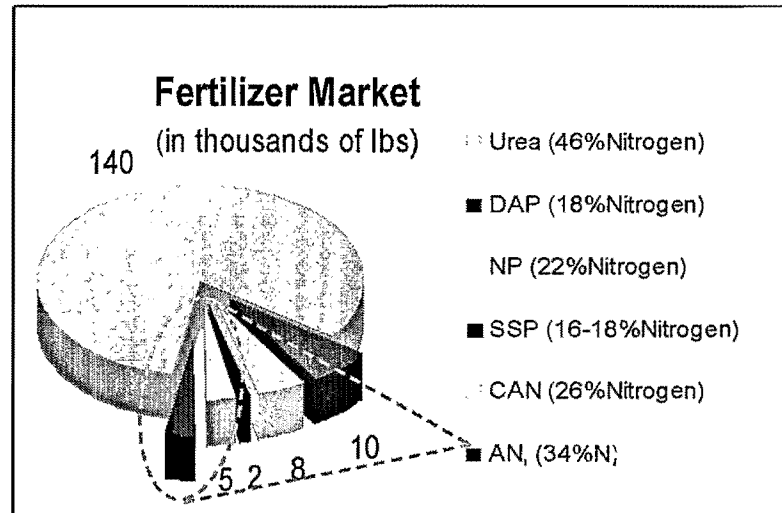 Fertilizer Market
(in thousands of lbs)
140
5 2 8 10
Urea (46%Nitrogen)
DAP (18%Nitrogen)
NP (22%Nitrogen)
SSP (16-18%Nitrogen)
CAN (26%Nitrogen)
AN, (34%N)